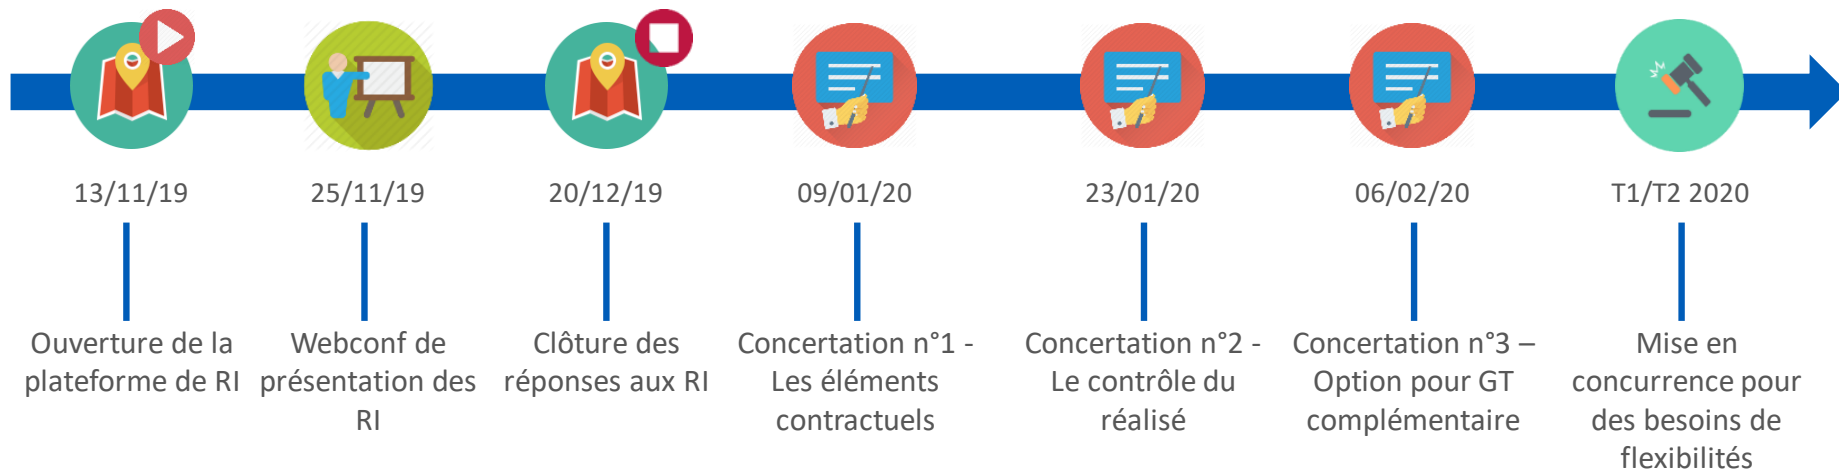 13/11/19
Ouverture de la
plateforme de RI
25/11/19
Webconf de
présentation des
RI
20/12/19
Clôture des
réponses aux RI
09/01/20
Concertation n°1 -
Les éléments
contractuels
23/01/20
Concertation n°2 -
Le contrôle du
réalisé
06/02/20
Concertation n°3 –
Option pour GT
complémentaire
T1/T2 2020
Mise en
concurrence pour
des besoins de
flexibilités